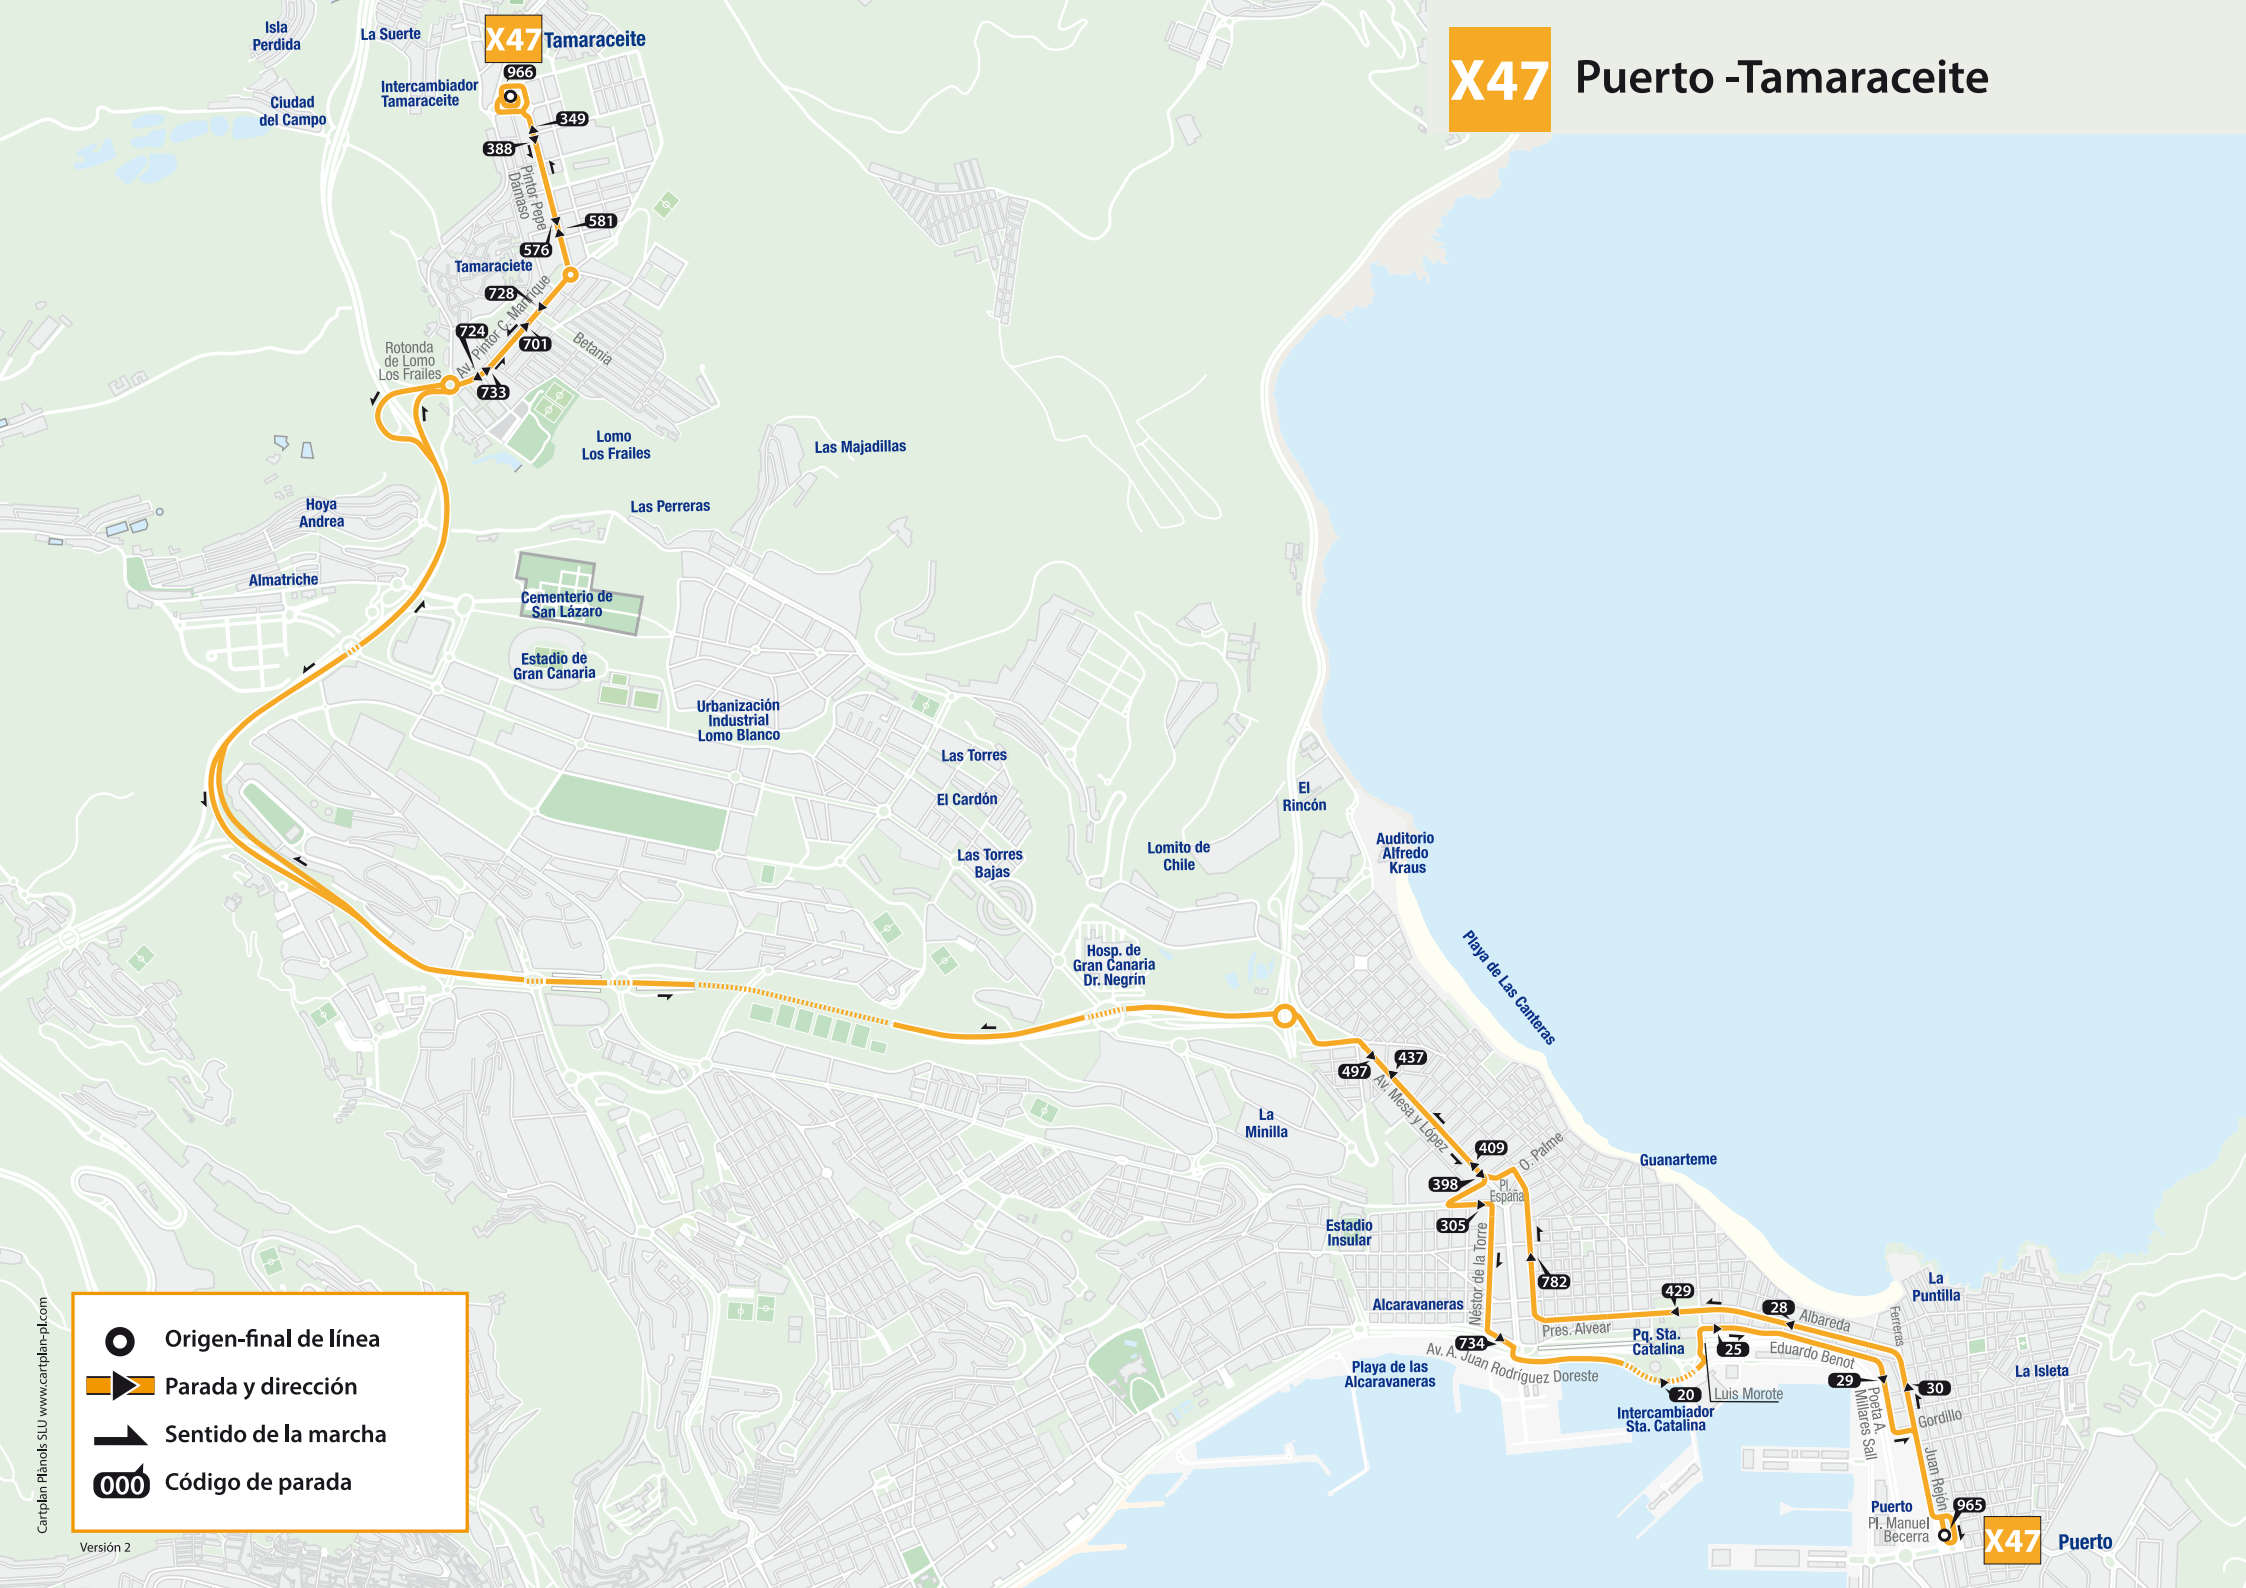 X47
Puerto -Tamaraceite
Isla
Perdida
La Suerte
X47
Tamaraceite
966
Intercambiador
Tamaraceite
Ciudad
del Campo
349
388
Pintor Pepe
Dámaso
581
576
Tamaraciete
728
Av. Pintor C. Manrique
724
701
Betania
Rotonda
de Lomo
Los Frailes
733
Lomo
Los Frailes
Las Majadillas
Las Perreras
Hoya
Andrea
Almatriche
Cementerio de
San Lázaro
Estadio de
Gran Canaria
Urbanización
Industrial
Lomo Blanco
Las Torres
El Cardón
El
Rincón
Las Torres
Bajas
Lomito de
Chile
Auditorio
Alfredo
Kraus
Playa de Las Canteras
Hosp. de
Gran Canaria
Dr. Negrín
437
497
Av. Mesa y López
La
Minilla
409
O. Palme
398
Pl.
España
Guanarteme
305
Estadio
Insular
Néstor de la Torre
782
Alcaravaneras
429
28
Albareda
Ferreras
La
Puntilla
Pres. Alvear
Pq. Sta.
Catalina
25
Eduardo Benot
734
Av. A. Juan Rodríguez Doreste
Playa de las
Alcaravaneras
20
Luis Morote
Intercambiador
Sta. Catalina
29
30
La Isleta
Poeta A.
Millares Sall
Gordillo
Juan Rejón
965
Puerto
Pl. Manuel
Becerra
X47
Puerto
Origen-final de línea
Parada y dirección
Sentido de la marcha
000
Código de parada
Versión 2
Cartplan Plànols SLU www.cartplan-pl.com